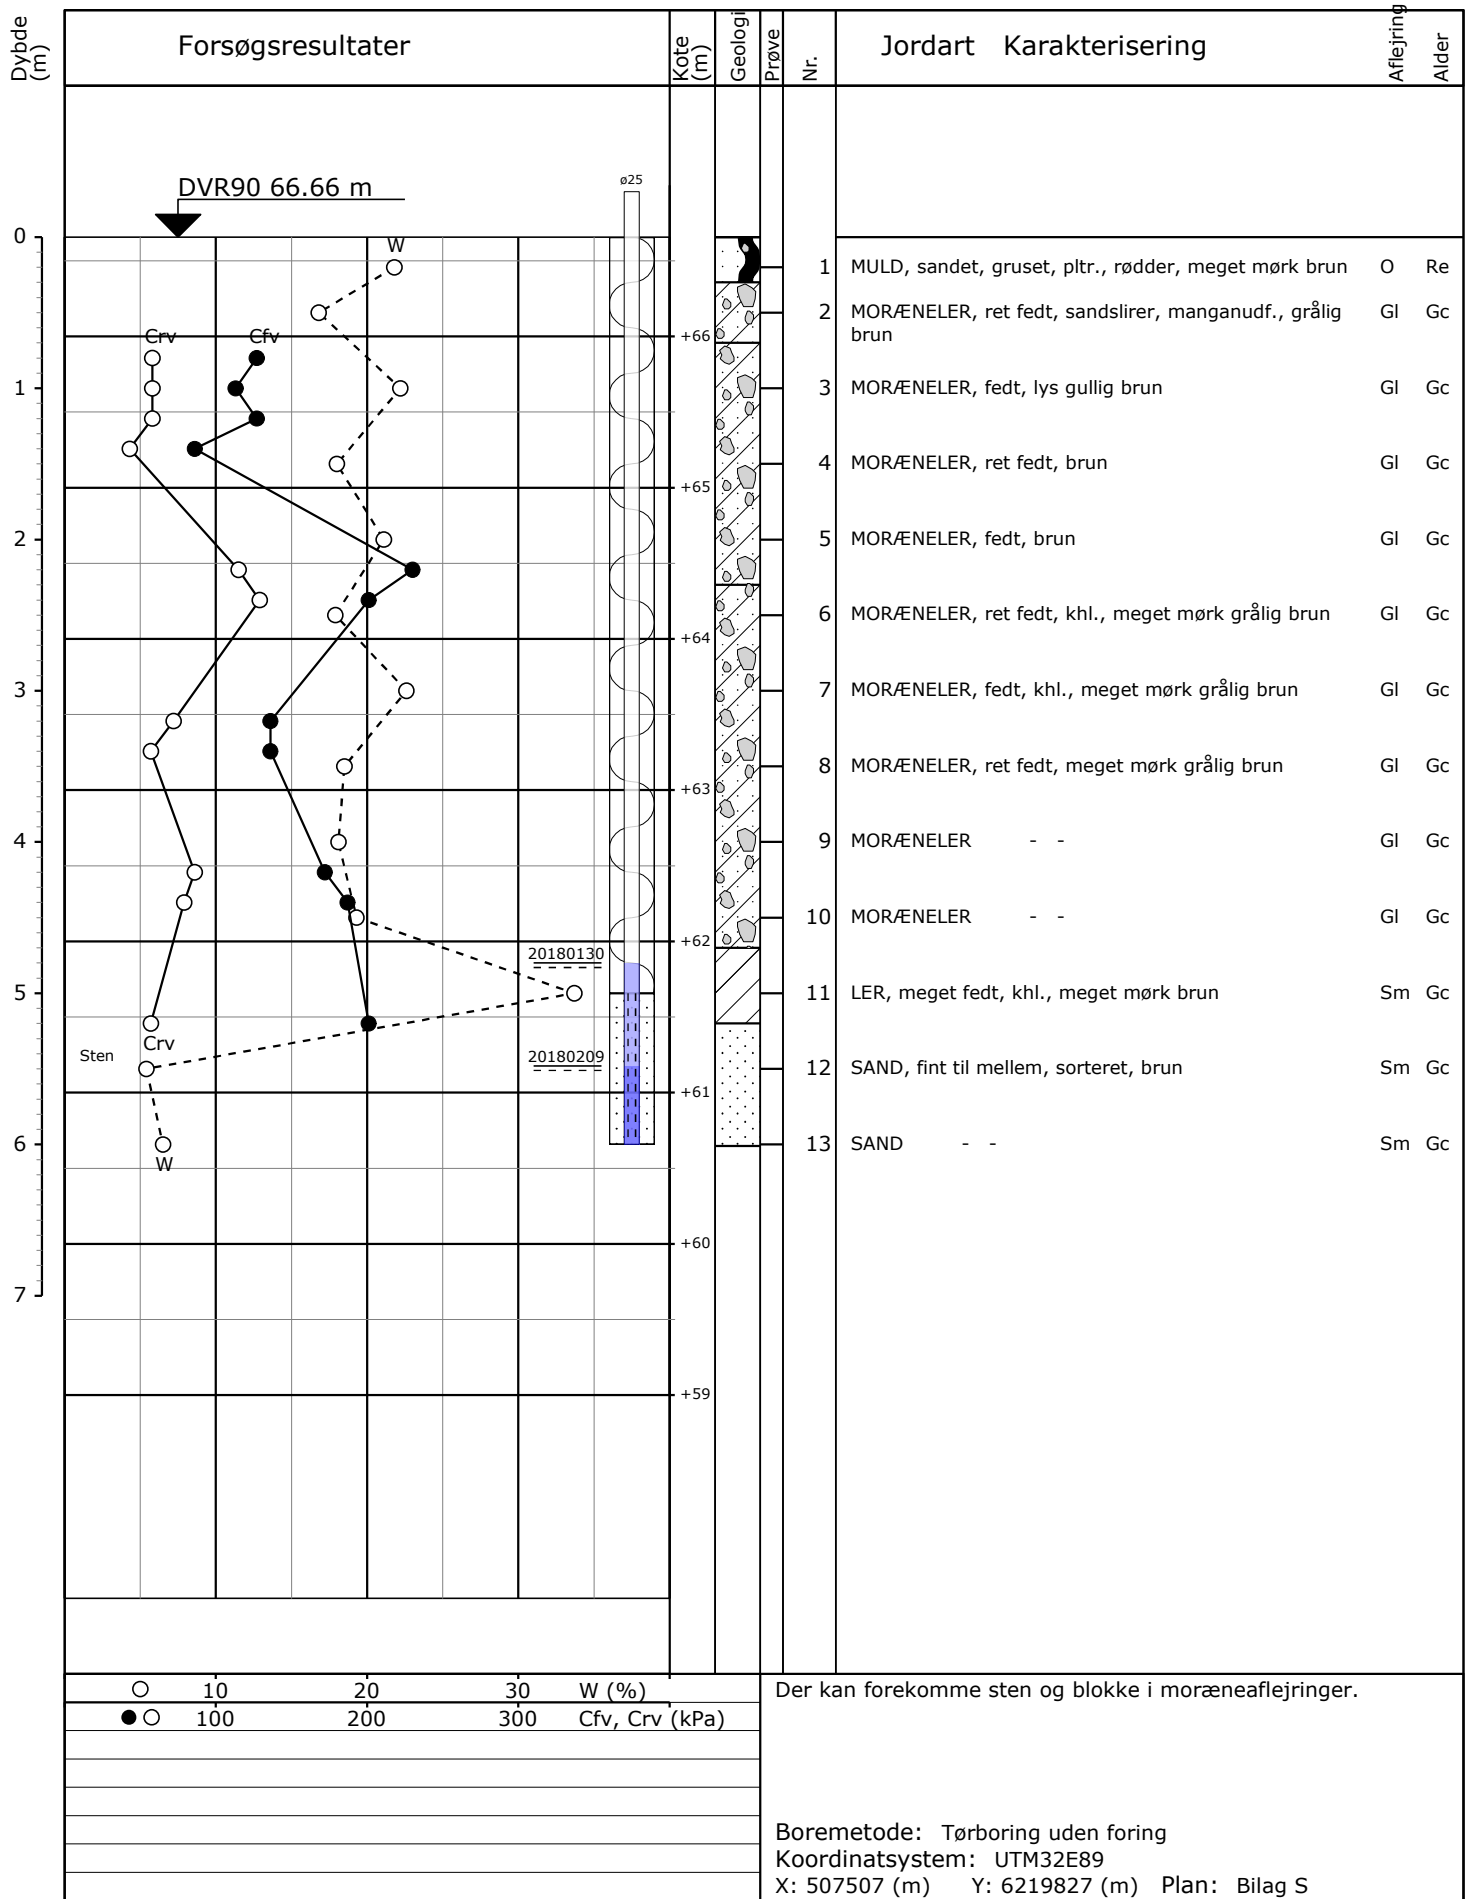 Dybde (m)
Forsøgsresultater
Kote (m)
Geologi
Prøve
Nr.
Jordart Karakterisering
Aflejring
Alder
DVR90 66.66 m
ø25
0
W
1 MULD, sandet, gruset, pltr., rødder, meget mørk brun O Re
2 MORÆNELER, ret fedt, sandslirer, manganudf., grålig Gl Gc
brun
Crv
Cfv
+66
1
3 MORÆNELER, fedt, lys gullig brun Gl Gc
4 MORÆNELER, ret fedt, brun Gl Gc
+65
2
5 MORÆNELER, fedt, brun Gl Gc
6 MORÆNELER, ret fedt, khl., meget mørk grålig brun Gl Gc
+64
3
7 MORÆNELER, fedt, khl., meget mørk grålig brun Gl Gc
8 MORÆNELER, ret fedt, meget mørk grålig brun Gl Gc
+63
4
9 MORÆNELER - - Gl Gc
10 MORÆNELER - - Gl Gc
+62
20180130
5
11 LER, meget fedt, khl., meget mørk brun Sm Gc
Crv
Sten
20180209
12 SAND, fint til mellem, sorteret, brun Sm Gc
+61
6
13 SAND - - Sm Gc
W
+60
7
+59
10 20 30 W (%)
100 200 300 Cfv, Crv (kPa)
Der kan forekomme sten og blokke i moræneaflejringer.
Boremetode: Tørboring uden foring
Koordinatsystem: UTM32E89
X: 507507 (m) Y: 6219827 (m) Plan: Bilag S